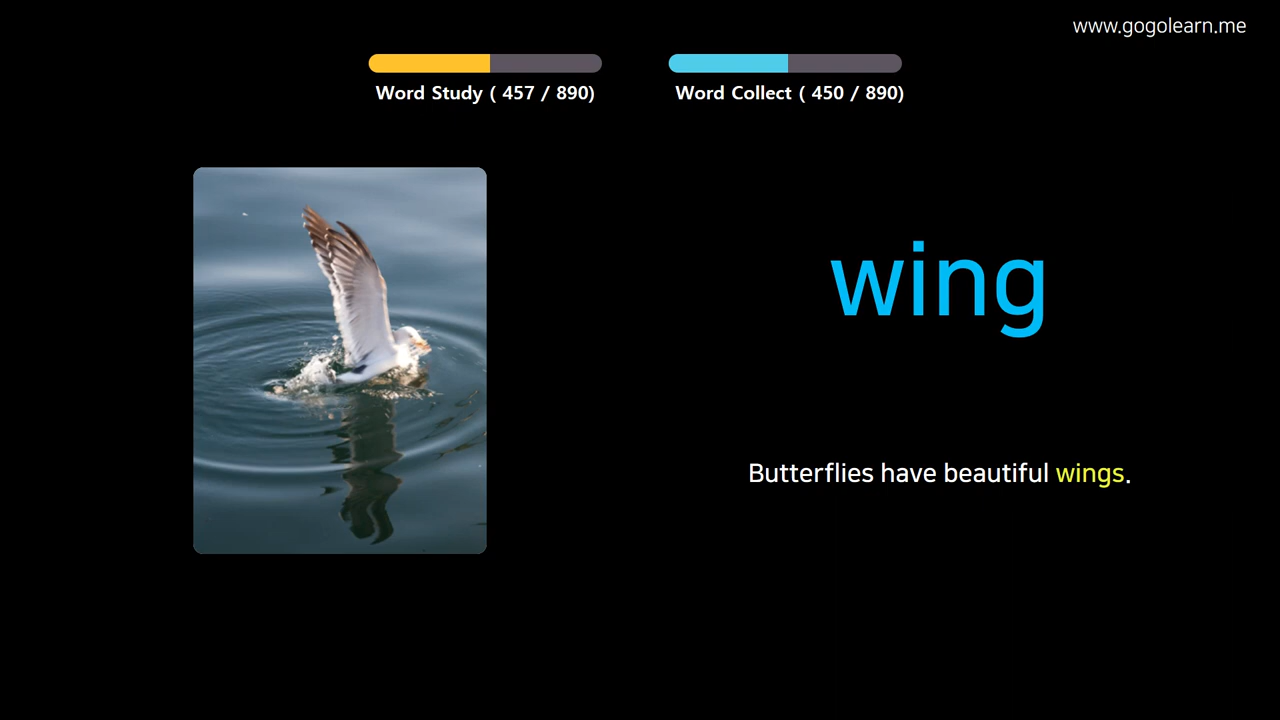 www.gogolearn.me
Word Study ( 457 / 890)
Word Collect ( 450 / 890)
wing
Butterflies have beautiful wings.